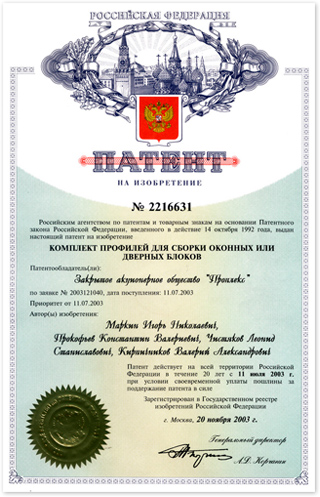 РОССИЙСКАЯ ФЕДЕРАЦИЯ
ПАТЕНТ
НА ИЗОБРЕТЕНИЕ
№ 2216631
Российским агентством по патентам и товарным знакам на основании Патентного
закона Российской Федерации, введенного в действие 14 октября 1992 года, выдан
настоящий патент на изобретение
КОМПЛЕКТ ПРОФИЛЕЙ ДЛЯ СБОРКИ ОКОННЫХ ИЛИ
ДВЕРНЫХ БЛОКОВ
Патентообладатель(ли):
Закрытое акционерное общество "Проплекс"
по заявке № 2003121040, дата поступления: 11.07.2003
Приоритет от 11.07.2003
Автор(ы) изобретения:
Маркин Игорь Николаевич,
Прокофьев Константин Валериевич, Чистяков Леонид
Станиславович, Кирпичников Валерий Александрович
Патент действует на всей территории Российской
Федерации в течение 20 лет с 11 июля 2003 г.
при условии своевременной уплаты пошлины за
поддержание патента в силе
Зарегистрирован в Государственном реестре
изобретений Российской Федерации
г. Москва, 20 ноября 2003 г.
Генеральный директор
А.Д. Корчагин